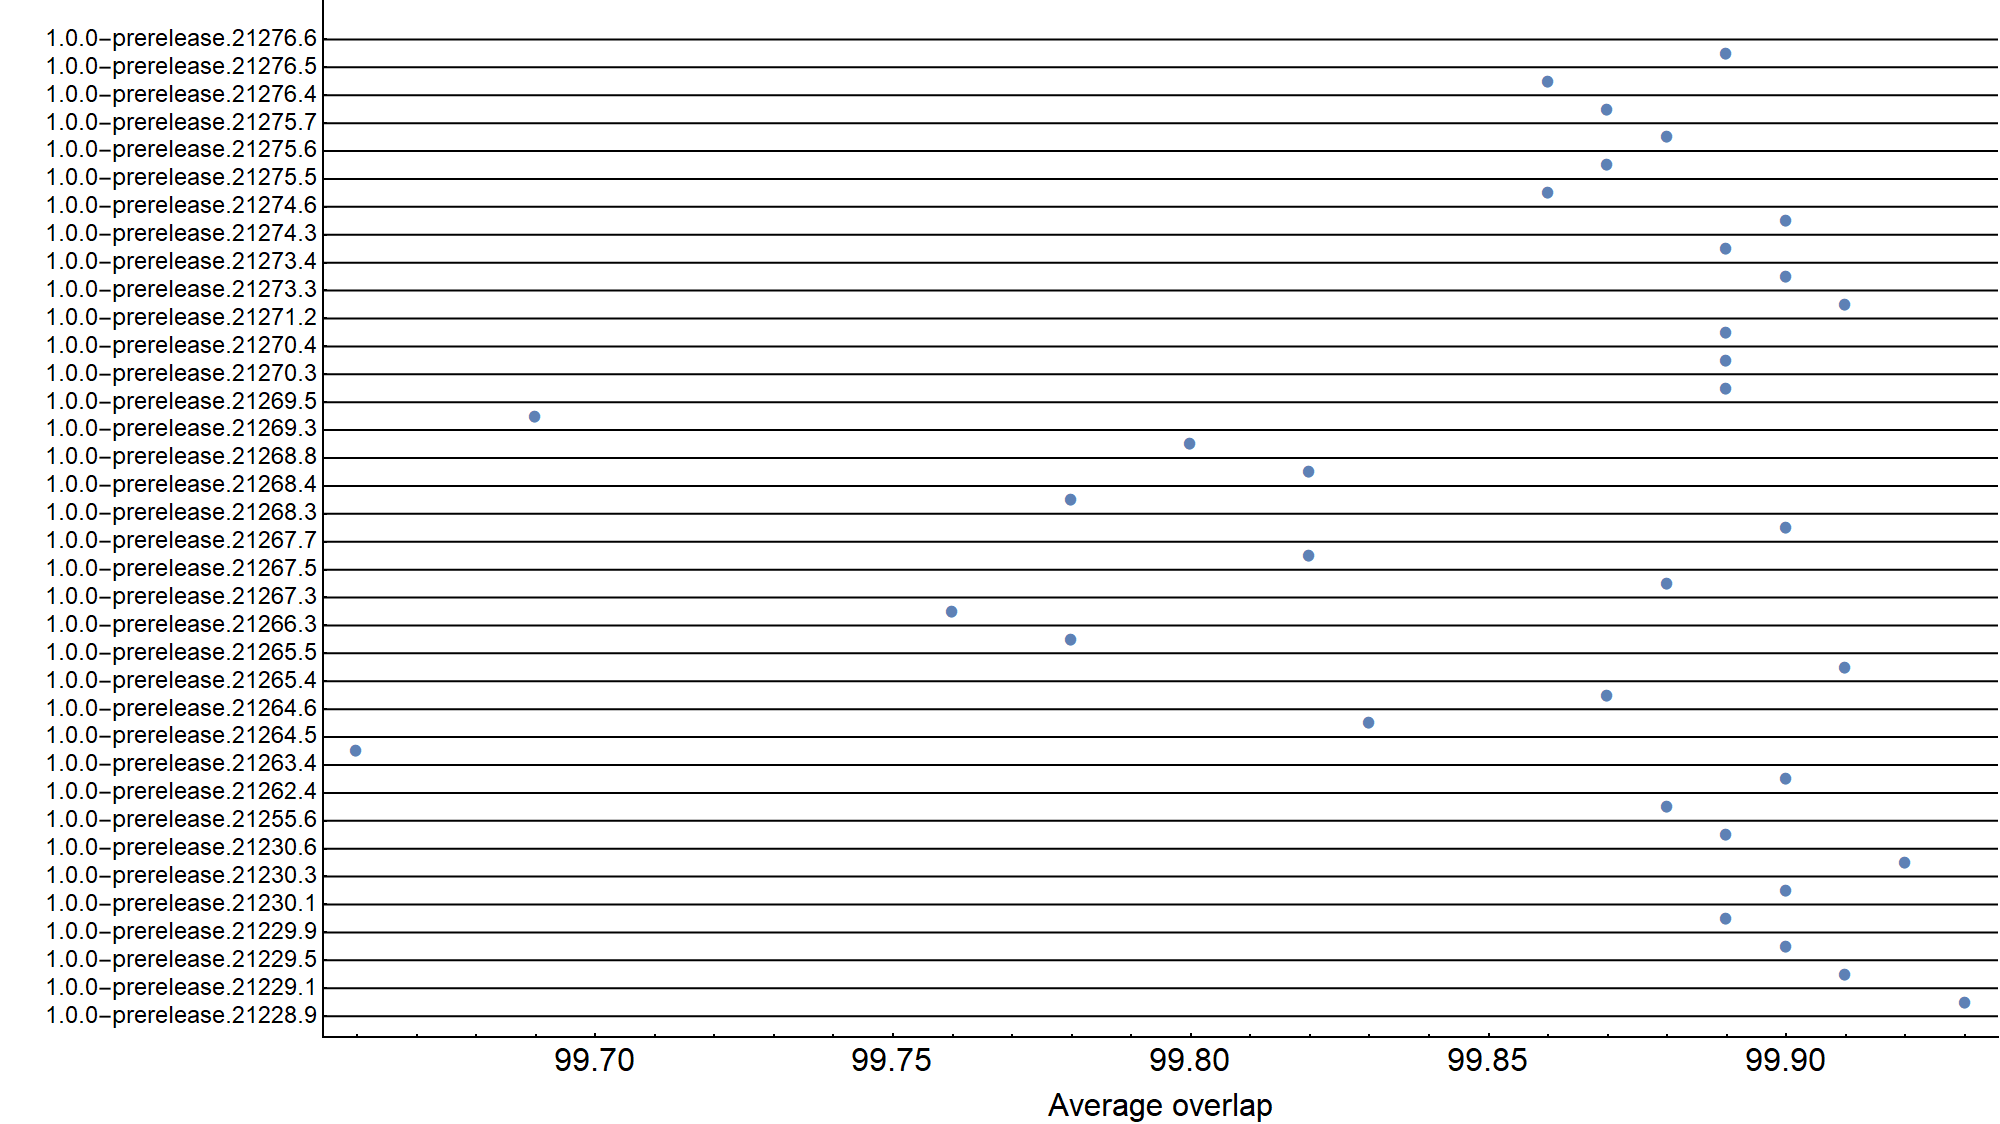 1.0.0−prerelease.21276.6
1.0.0−prerelease.21276.5
1.0.0−prerelease.21276.4
1.0.0−prerelease.21275.7
1.0.0−prerelease.21275.6
1.0.0−prerelease.21275.5
1.0.0−prerelease.21274.6
1.0.0−prerelease.21274.3
1.0.0−prerelease.21273.4
1.0.0−prerelease.21273.3
1.0.0−prerelease.21271.2
1.0.0−prerelease.21270.4
1.0.0−prerelease.21270.3
1.0.0−prerelease.21269.5
1.0.0−prerelease.21269.3
1.0.0−prerelease.21268.8
1.0.0−prerelease.21268.4
1.0.0−prerelease.21268.3
1.0.0−prerelease.21267.7
1.0.0−prerelease.21267.5
1.0.0−prerelease.21267.3
1.0.0−prerelease.21266.3
1.0.0−prerelease.21265.5
1.0.0−prerelease.21265.4
1.0.0−prerelease.21264.6
1.0.0−prerelease.21264.5
1.0.0−prerelease.21263.4
1.0.0−prerelease.21262.4
1.0.0−prerelease.21255.6
1.0.0−prerelease.21230.6
1.0.0−prerelease.21230.3
1.0.0−prerelease.21230.1
1.0.0−prerelease.21229.9
1.0.0−prerelease.21229.5
1.0.0−prerelease.21229.1
1.0.0−prerelease.21228.9
99.70 99.75 99.80 99.85 99.90
Average overlap